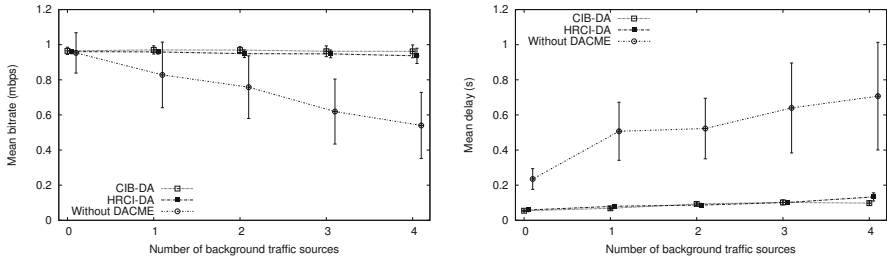 Mean bitrate (mbps)
1.2
1
0.8
0.6
0.4
0.2
0
CIB-DA
HRCI-DA
Without DACME
0 1 2 3 4
Number of background traffic sources
Mean delay (s)
1.2
1
0.8
0.6
0.4
0.2
0
CIB-DA
HRCI-DA
Without DACME
0 1 2 3 4
Number of background traffic sources